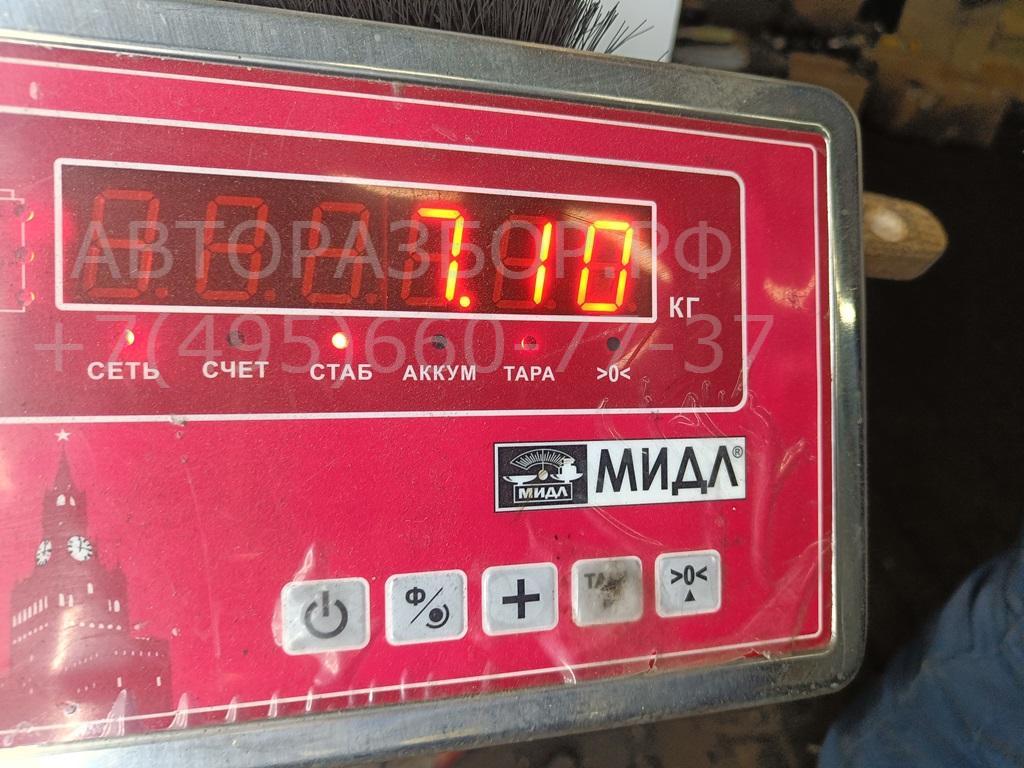 7.10
АВТОРАЗБОР.РФ
КГ
+7(495)660-77-37
СЕТЬ СЧЕТ СТАБ АККУМ ТАРА >0<
МИДЛ МИДЛ®
Ф + >0<